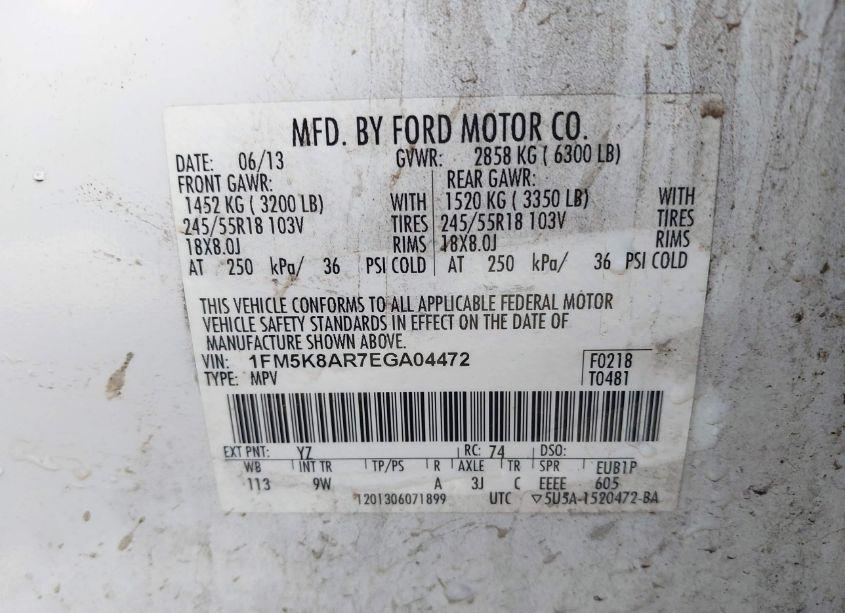 MFD. BY FORD MOTOR CO.
DATE: 06/13 GVWR: 2858 KG ( 6300 LB)
FRONT GAWR: REAR GAWR:
1452 KG ( 3200 LB) WITH 1520 KG ( 3350 LB) WITH
245/55R18 103V TIRES 245/55R18 103V TIRES
18X8.0J RIMS 18X8.0J RIMS
AT 250 kPa/ 36 PSI COLD AT 250 kPa/ 36 PSI COLD
THIS VEHICLE CONFORMS TO ALL APPLICABLE FEDERAL MOTOR
VEHICLE SAFETY STANDARDS IN EFFECT ON THE DATE OF
MANUFACTURE SHOWN ABOVE.
VIN: 1FM5K8AR7EGA04472 F0218
TYPE: MPV T0481
EXT PNT: YZ RC: 74 DSO:
WB INT TR TP/PS R AXLE TR SPR EUB1P
113 9W A 3J C EEEE 605
1201306071899 UTC ▽5U5A-1520472-BA